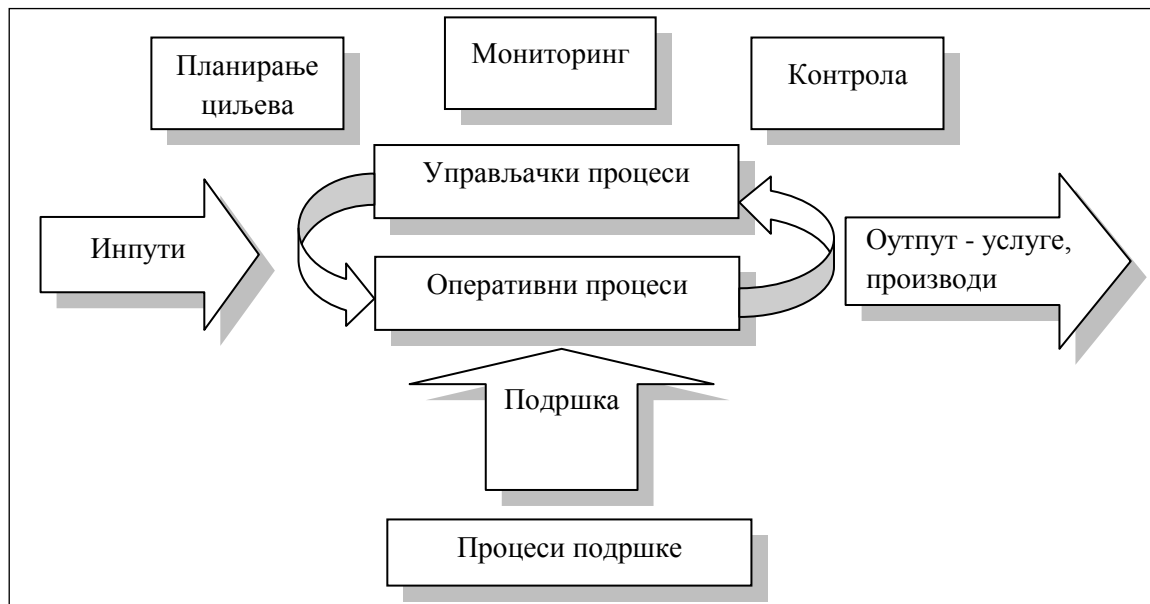 Планирање
циљева
Мониторинг
Контрола
Управљачки процеси
Инпути
Оперативни процеси
Оутпут - услуге,
производи
Подршка
Процеси подршке